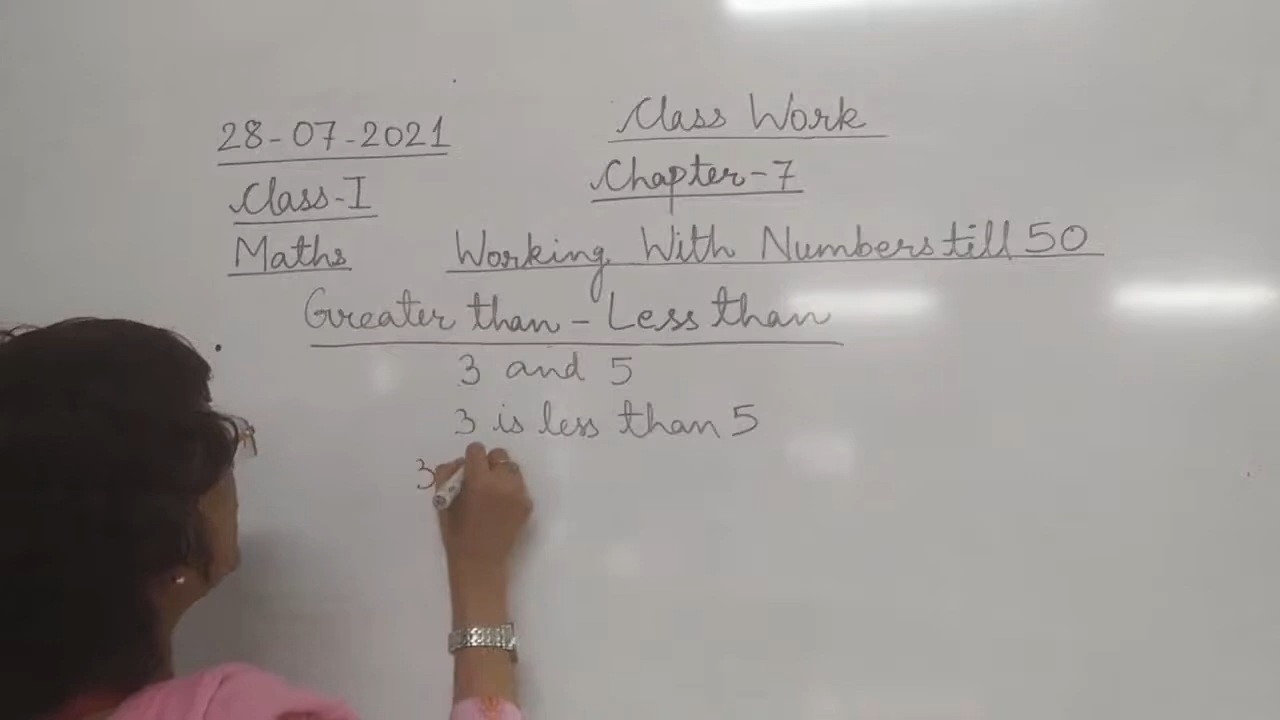 28-07-2021 Class Work
Class-I Chapter-7
Maths Working With Numbers till 50
Greater than - Less than
3 and 5
3 is less than 5
3